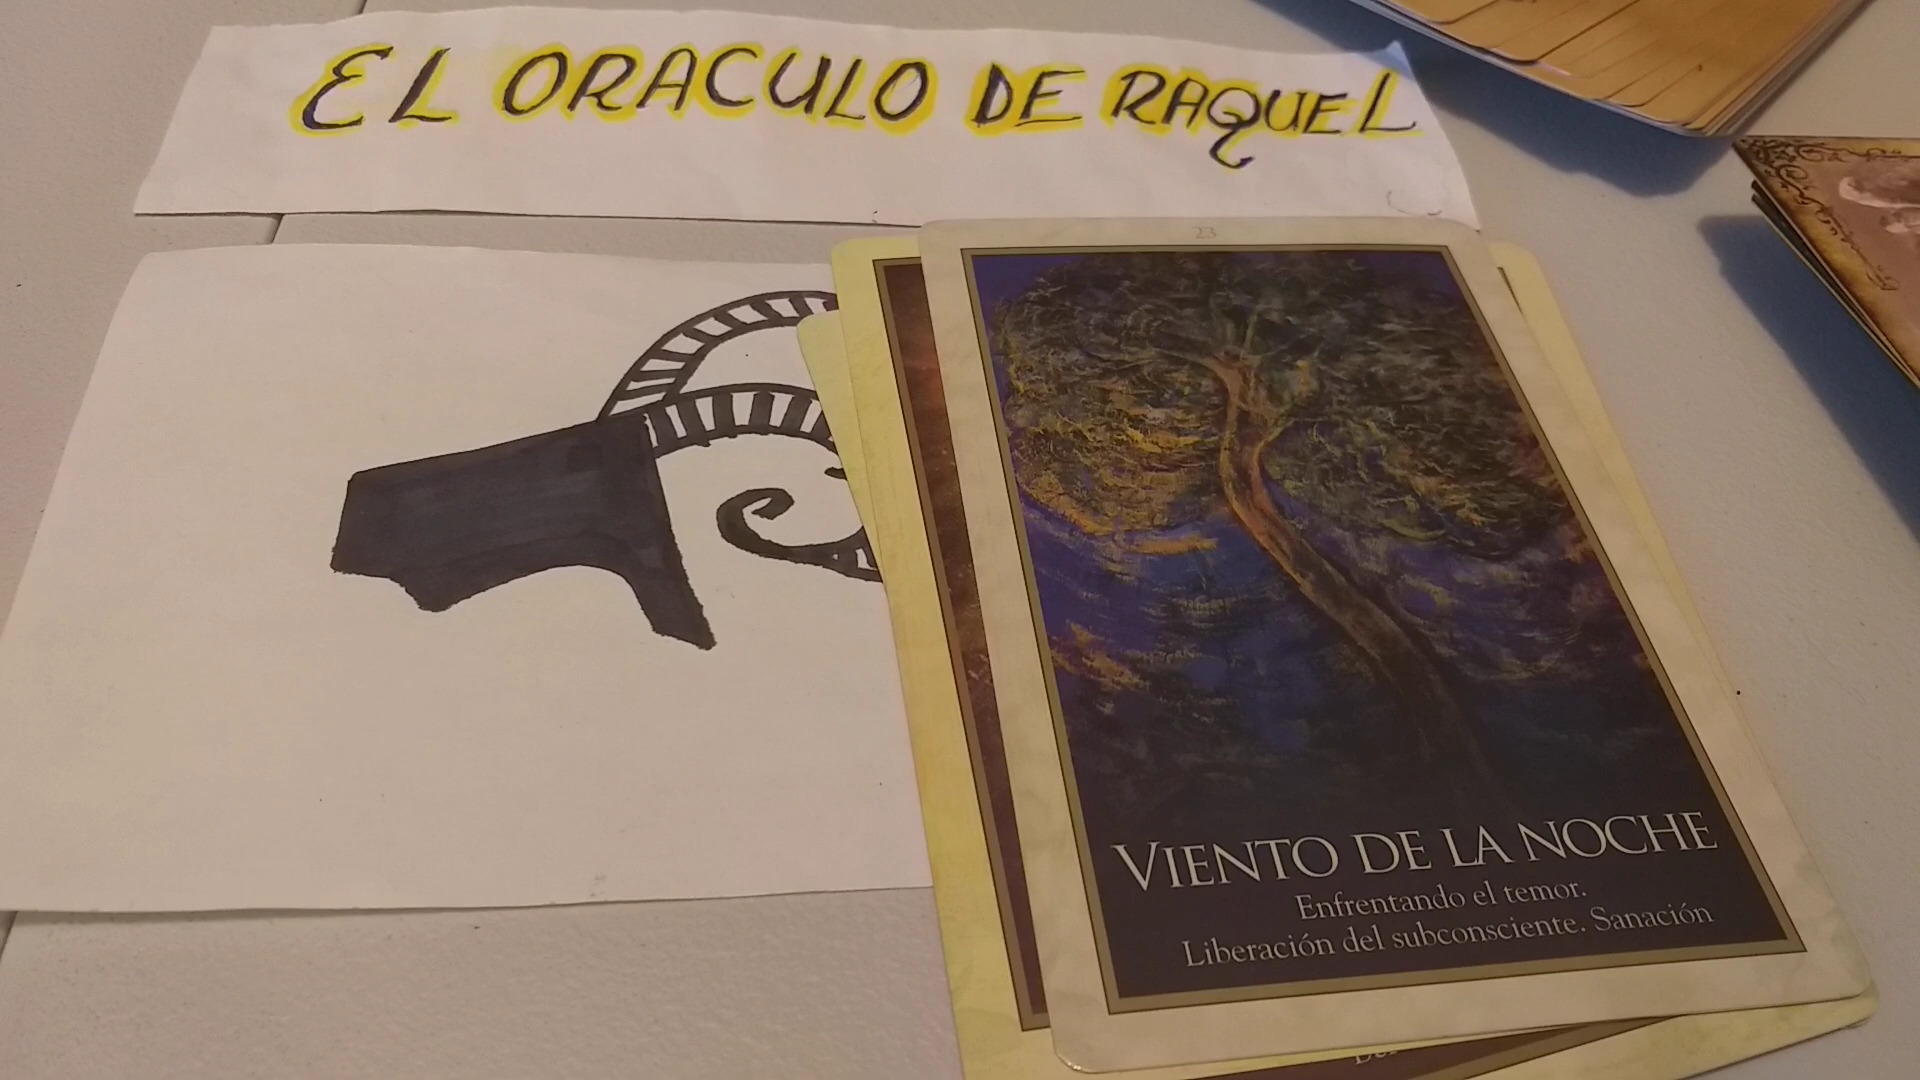 EL ORACULO DE RAQUEL
23
VIENTO DE LA NOCHE
Enfrentando el temor.
Liberación del subconsciente. Sanación